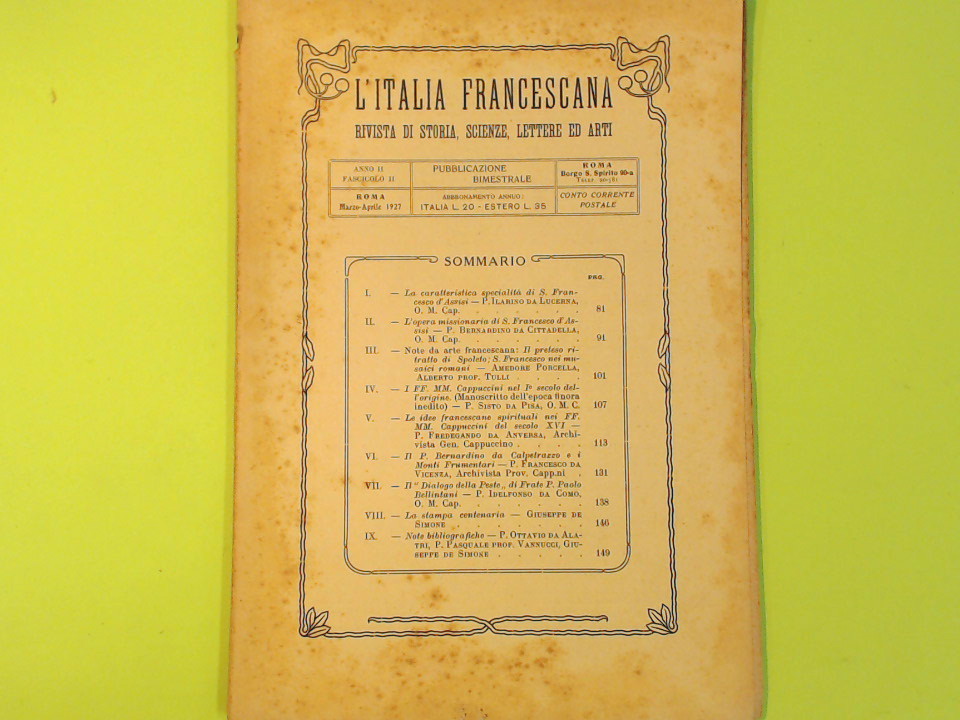 L'ITALIA FRANCESCANA
RIVISTA DI STORIA, SCIENZE, LETTERE ED ARTI
ANNO II
FASCICOLO II
ROMA
Marzo-Aprile 1927
PUBBLICAZIONE
BIMESTRALE
ABBONAMENTO ANNUO:
ITALIA L. 20 - ESTERO L. 35
ROMA
Borgo S. Spirito 90-a
CONTO CORRENTE
POSTALE
SOMMARIO
PAG.
I. — La caratteristica specialità di S. Fran-
cesco d'Assisi — P. ILARINO DA LUCERNA,
O. M. Cap. . . . . . . 81
II. — L'opera missionaria di S. Francesco d'As-
sisi — P. BERNARDINO DA CITTADELLA,
O. M. Cap. . . . . . . 91
III. — Note da arte francescana: Il preteso ri-
tratto di Spoleto; S. Francesco nei mu-
saici romani — AMEDORE PORCELLA,
ALBERTO PROF. TULLI . . . . 101
IV. — I FF. MM. Cappuccini nel Iº secolo del-
l'origine. (Manoscritto dell'epoca finora
inedito) — P. SISTO DA PISA, O. M. C. 107
V. — Le idee francescane spirituali nei FF.
MM. Cappuccini del secolo XVI —
P. FREDEGANDO DA ANVERSA, Archi-
vista Gen. Cappuccino . . . . 113
VI. — Il P. Bernardino da Calpetrazzo e i
Monti Frumentari — P. FRANCESCO DA
VICENZA, Archivista Prov. Capp.ni . 131
VII. — Il "Dialogo della Peste„ di Frate P. Paolo
Bellintani — P. IDELFONSO DA COMO,
O. M. Cap. . . . . . . 138
VIII. — La stampa centenaria — GIUSEPPE DE
SIMONE . . . . . . . 146
IX. — Note bibliografiche — P. OTTAVIO DA ALA-
TRI, P. PASQUALE PROF. VANNUCCI, GIU-
SEPPE DE SIMONE . . . . . 149